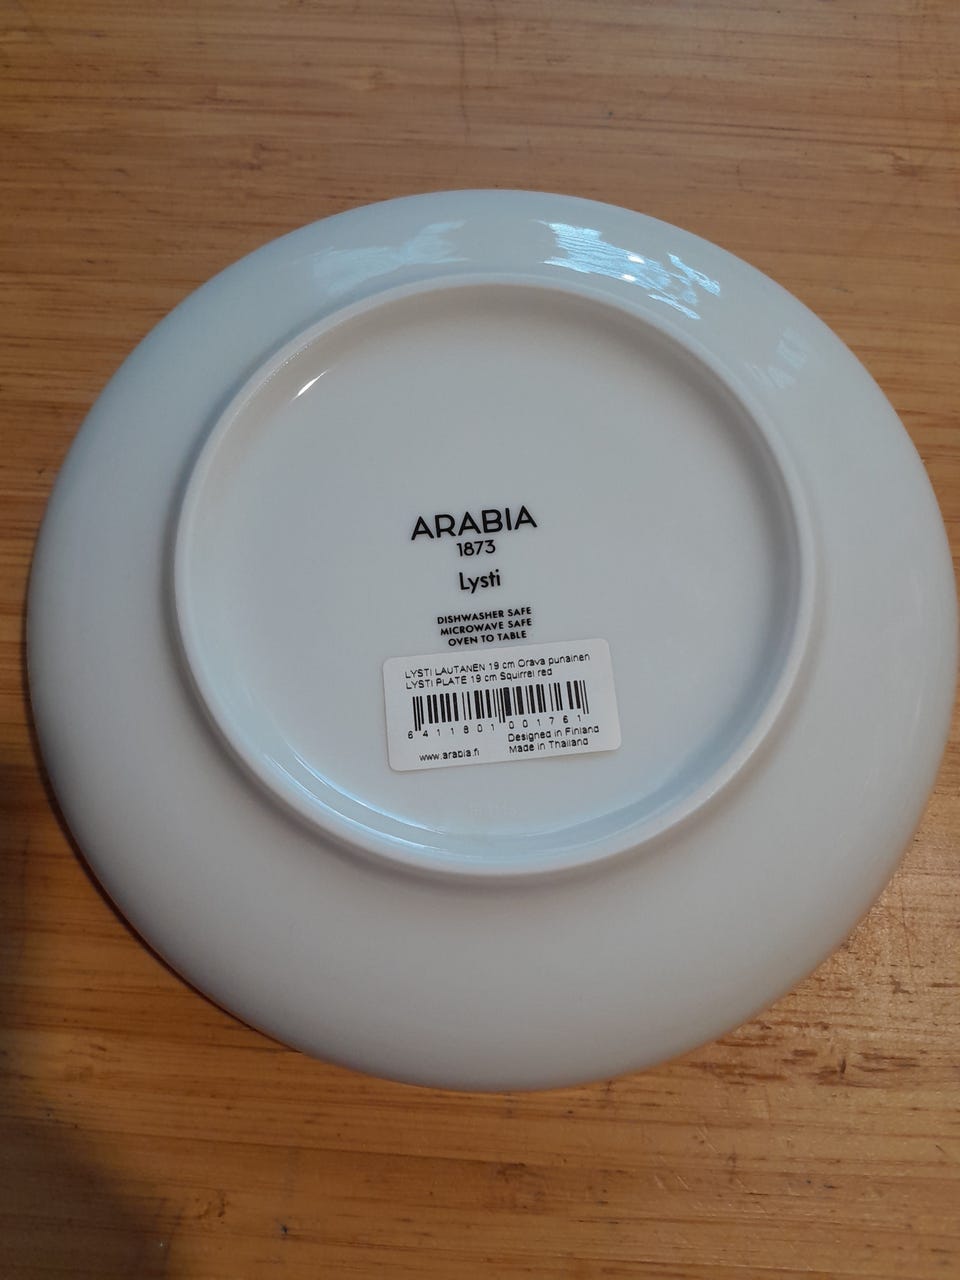 ARABIA
1873
Lysti
DISHWASHER SAFE
MICROWAVE SAFE
OVEN TO TABLE
LYSTI LAUTANEN 19 cm Orava punainen
LYSTI PLATE 19 cm Squirrel red
6 411801 001761
www.arabia.fi
Designed in Finland
Made in Thailand